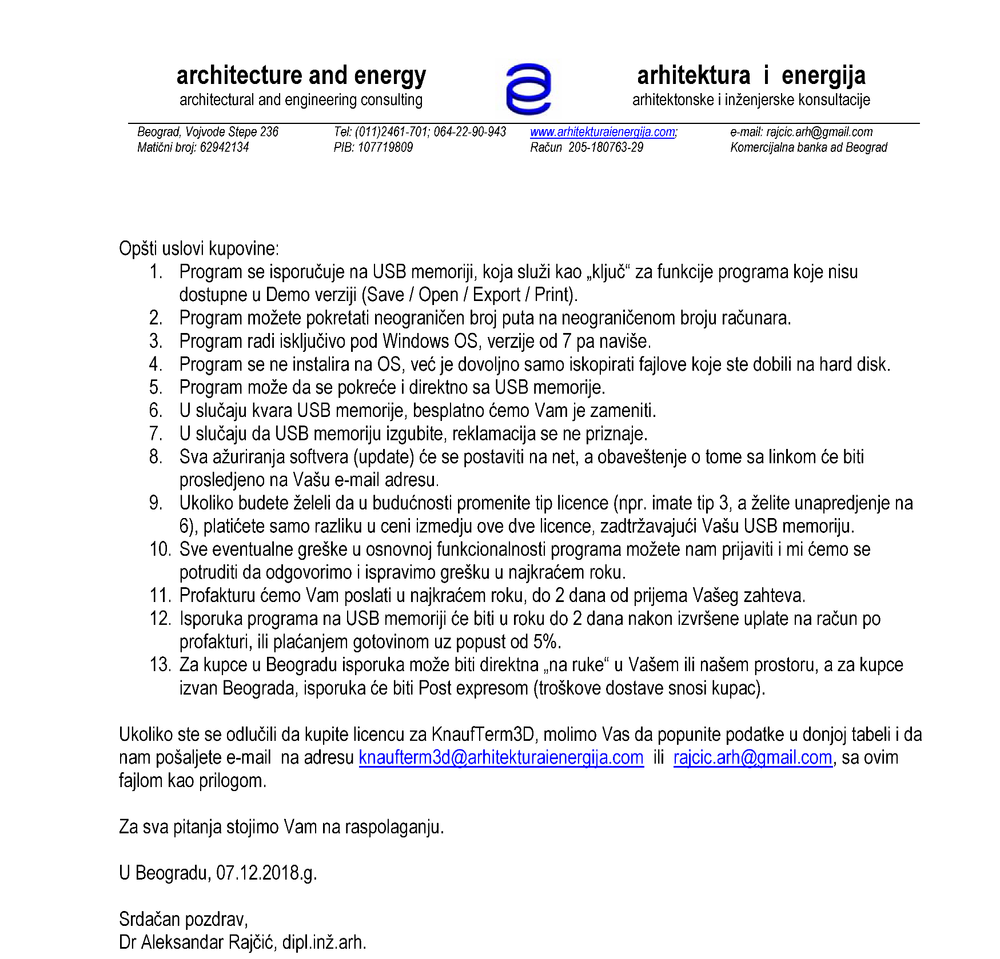 architecture and energy
architectural and engineering consulting
arhitektura i energija
arhitektonske i inženjerske konsultacije
Beograd, Vojvode Stepe 236 Tel: (011)2461-701; 064-22-90-943 www.arhitekturaienergija.com; e-mail: rajcic.arh@gmail.com
Matični broj: 62942134 PIB: 107719809 Račun 205-180763-29 Komercijalna banka ad Beograd
Opšti uslovi kupovine:
1. Program se isporučuje na USB memoriji, koja služi kao „ključ“ za funkcije programa koje nisu
dostupne u Demo verziji (Save / Open / Export / Print).
2. Program možete pokretati neograničen broj puta na neograničenom broju računara.
3. Program radi isključivo pod Windows OS, verzije od 7 pa naviše.
4. Program se ne instalira na OS, već je dovoljno samo iskopirati fajlove koje ste dobili na hard disk.
5. Program može da se pokreće i direktno sa USB memorije.
6. U slučaju kvara USB memorije, besplatno ćemo Vam je zameniti.
7. U slučaju da USB memoriju izgubite, reklamacija se ne priznaje.
8. Sva ažuriranja softvera (update) će se postaviti na net, a obaveštenje o tome sa linkom će biti
prosledjeno na Vašu e-mail adresu.
9. Ukoliko budete želeli da u budućnosti promenite tip licence (npr. imate tip 3, a želite unapredjenje na
6), platićete samo razliku u ceni izmedju ove dve licence, zadtržavajući Vašu USB memoriju.
10. Sve eventualne greške u osnovnoj funkcionalnosti programa možete nam prijaviti i mi ćemo se
potruditi da odgovorimo i ispravimo grešku u najkraćem roku.
11. Profakturu ćemo Vam poslati u najkraćem roku, do 2 dana od prijema Vašeg zahteva.
12. Isporuka programa na USB memoriji će biti u roku do 2 dana nakon izvršene uplate na račun po
profakturi, ili plaćanjem gotovinom uz popust od 5%.
13. Za kupce u Beogradu isporuka može biti direktna „na ruke“ u Vašem ili našem prostoru, a za kupce
izvan Beograda, isporuka će biti Post expresom (troškove dostave snosi kupac).
Ukoliko ste se odlučili da kupite licencu za KnaufTerm3D, molimo Vas da popunite podatke u donjoj tabeli i da
nam pošaljete e-mail na adresu knaufterm3d@arhitekturaienergija.com ili rajcic.arh@gmail.com, sa ovim
fajlom kao prilogom.
Za sva pitanja stojimo Vam na raspolaganju.
U Beogradu, 07.12.2018.g.
Srdačan pozdrav,
Dr Aleksandar Rajčić, dipl.inž.arh.